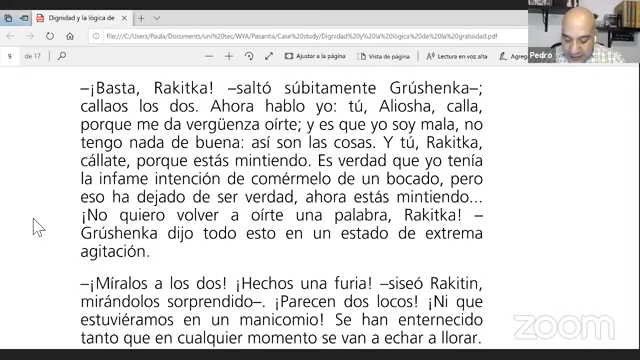 Dignidad y la lógica de
file:///C:/Users/Paula/Documents/uni tec/WYA/Pasantia/Case study/Dignidad%20y%20la%20lógica%20de%20la%20gratuidad.pdf
9 de 17
Ajustar a la página
Vista de página
Lectura en voz alta
Pedro
–¡Basta, Rakitka! –saltó súbitamente Grúshenka–;
callaos los dos. Ahora hablo yo: tú, Aliosha, calla,
porque me da vergüenza oírte; y es que yo soy mala, no
tengo nada de buena: así son las cosas. Y tú, Rakitka,
cállate, porque estás mintiendo. Es verdad que yo tenía
la infame intención de comérmelo de un bocado, pero
eso ha dejado de ser verdad, ahora estás mintiendo...
¡No quiero volver a oírte una palabra, Rakitka! –
Grúshenka dijo todo esto en un estado de extrema
agitación.
–¡Míralos a los dos! ¡Hechos una furia! –siseó Rakitin,
mirándolos sorprendido–. ¡Parecen dos locos! ¡Ni que
estuviéramos en un manicomio! Se han enternecido
tanto que en cualquier momento se van a echar a llorar.
zoom